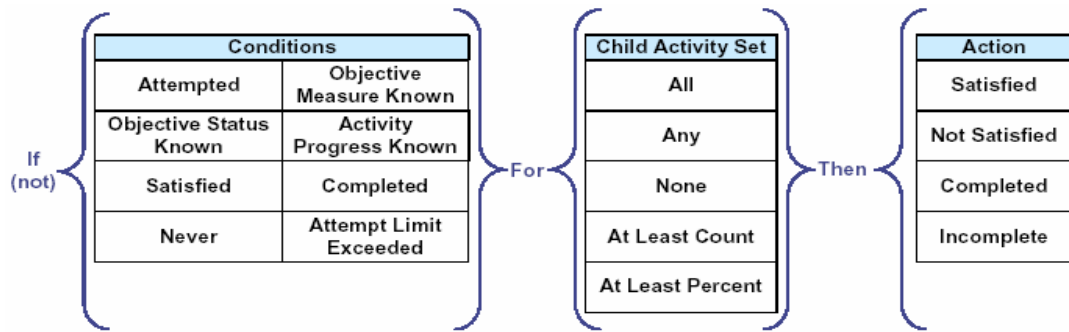 Conditions
Child Activity Set
Action
Attempted
Objective
Measure Known
All
Satisfied
Objective Status
Known
Activity
Progress Known
Any
Not Satisfied
If
(not)
For
Then
Satisfied
Completed
None
Completed
Never
Attempt Limit
Exceeded
At Least Count
Incomplete
At Least Percent